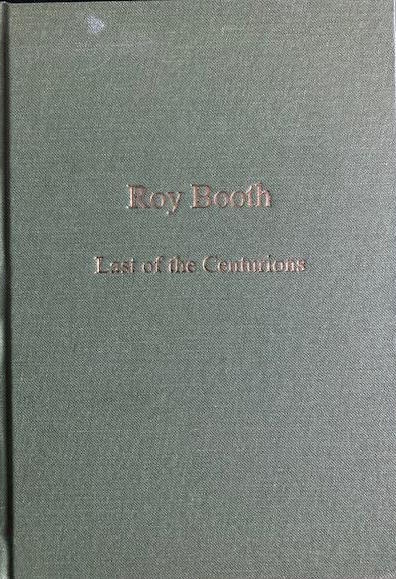 Roy Booth
Last of the Centurions